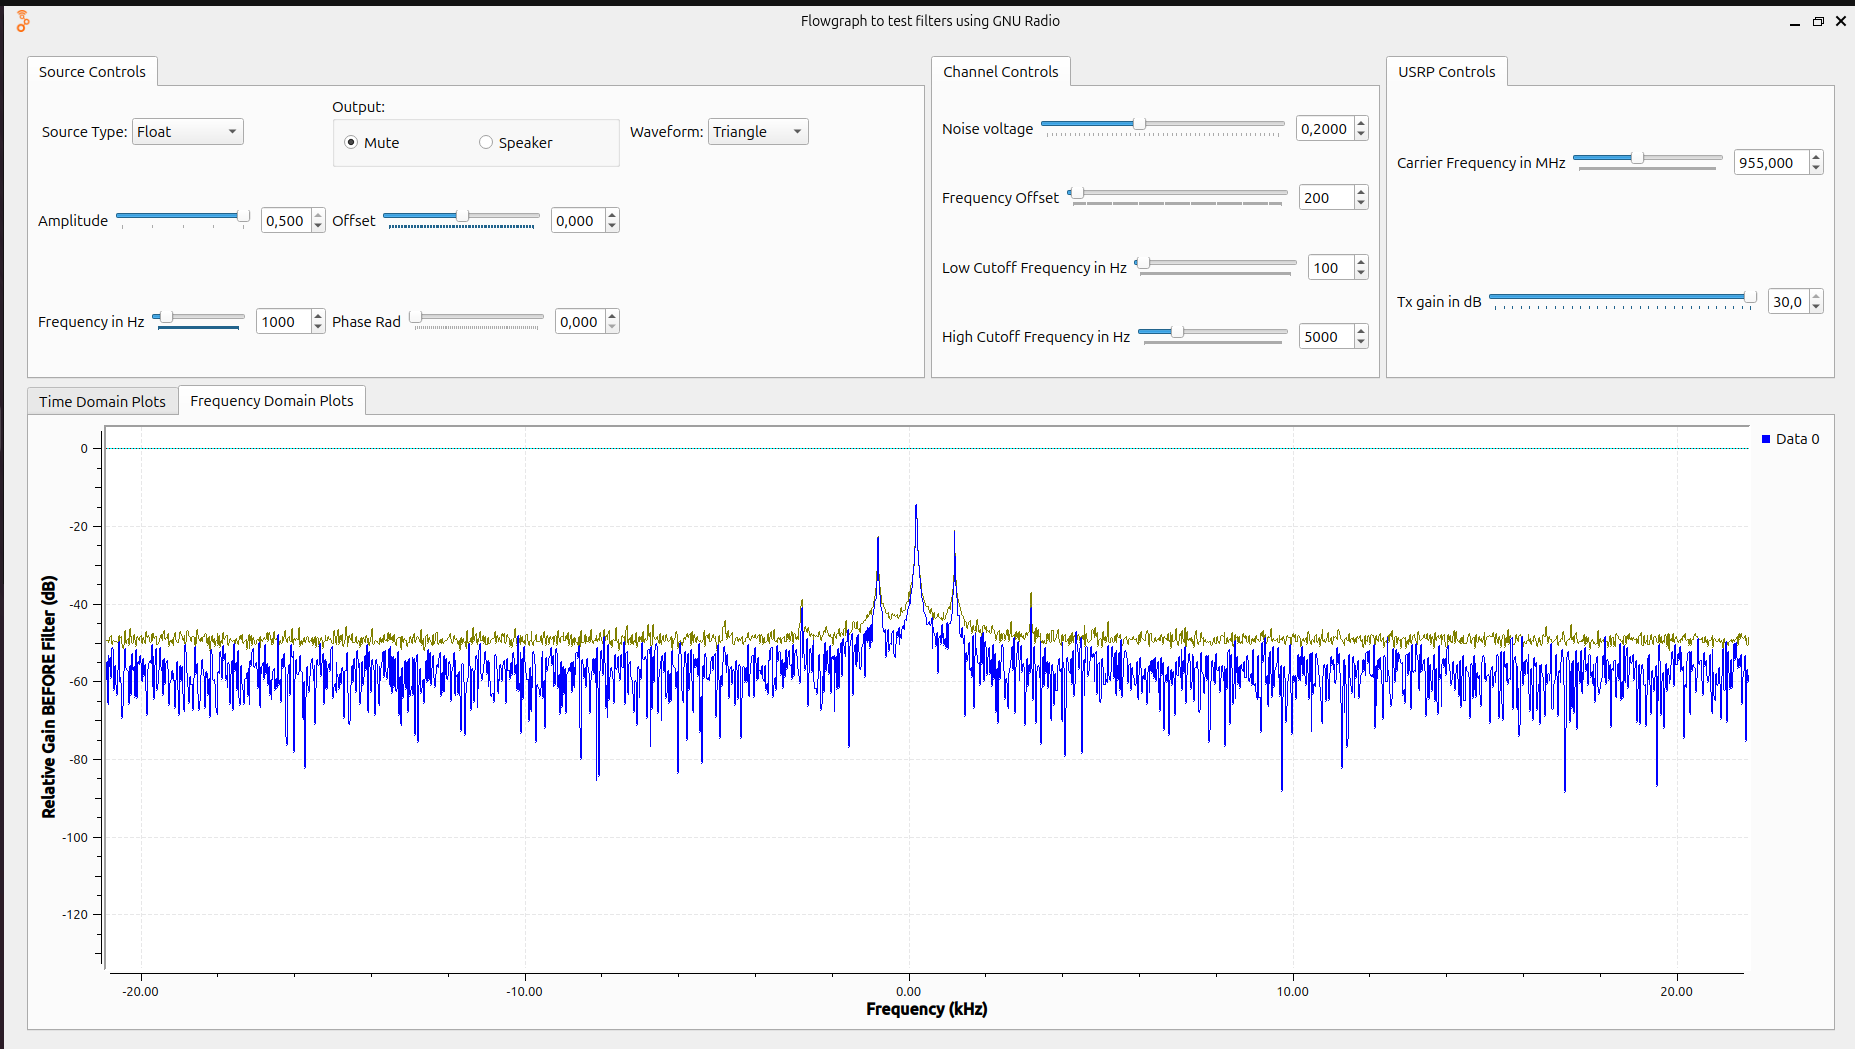 Flowgraph to test filters using GNU Radio
Source Controls
Source Type: Float
Output:
Mute
Speaker
Waveform: Triangle
Amplitude 0,500
Offset 0,000
Frequency in Hz 1000
Phase Rad 0,000
Channel Controls
Noise voltage 0,2000
Frequency Offset 200
Low Cutoff Frequency in Hz 100
High Cutoff Frequency in Hz 5000
USRP Controls
Carrier Frequency in MHz 955,000
Tx gain in dB 30,0
Time Domain Plots
Frequency Domain Plots
Relative Gain BEFORE Filter (dB)
0
-20
-40
-60
-80
-100
-120
Data 0
-20.00
-10.00
0.00
10.00
20.00
Frequency (kHz)